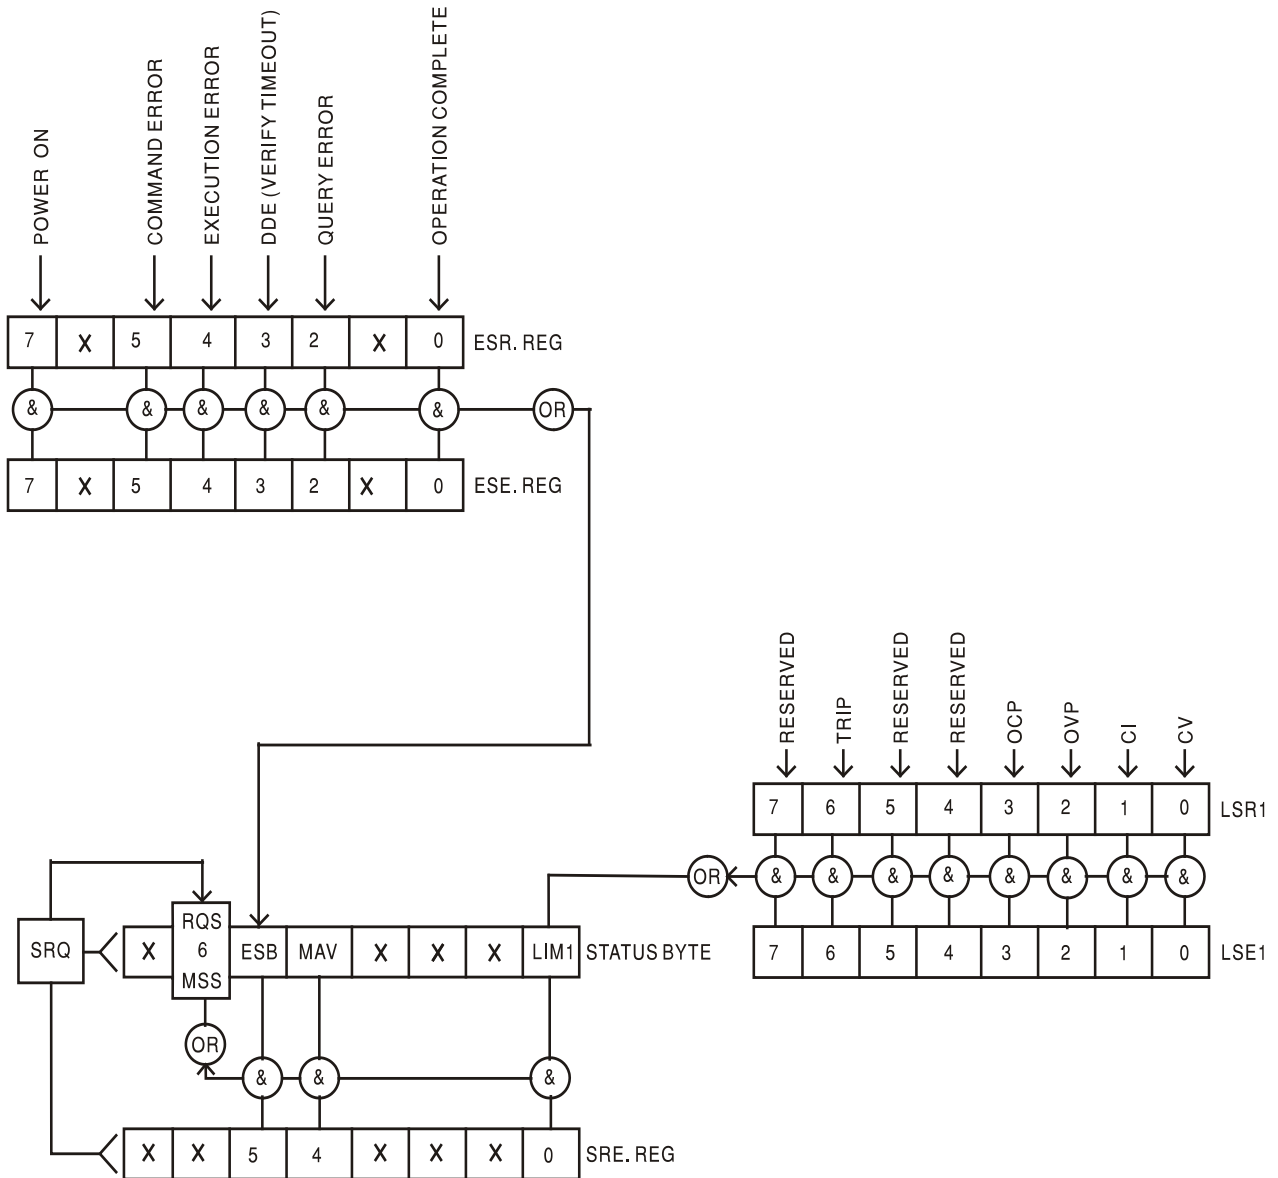 POWER ON
COMMAND ERROR
EXECUTION ERROR
DDE (VERIFY TIMEOUT)
QUERY ERROR
OPERATION COMPLETE
7 X 5 4 3 2 X 0 ESR. REG
& & & & & & OR
7 X 5 4 3 2 X 0 ESE. REG
RESERVED
TRIP
RESERVED
RESERVED
OCP
OVP
CI
CV
7 6 5 4 3 2 1 0 LSR1
OR & & & & & & & &
7 6 5 4 3 2 1 0 LSE1
SRQ
RQS
X 6 ESB MAV X X X LIM1 STATUS BYTE
MSS
OR
& & &
X X 5 4 X X X 0 SRE. REG